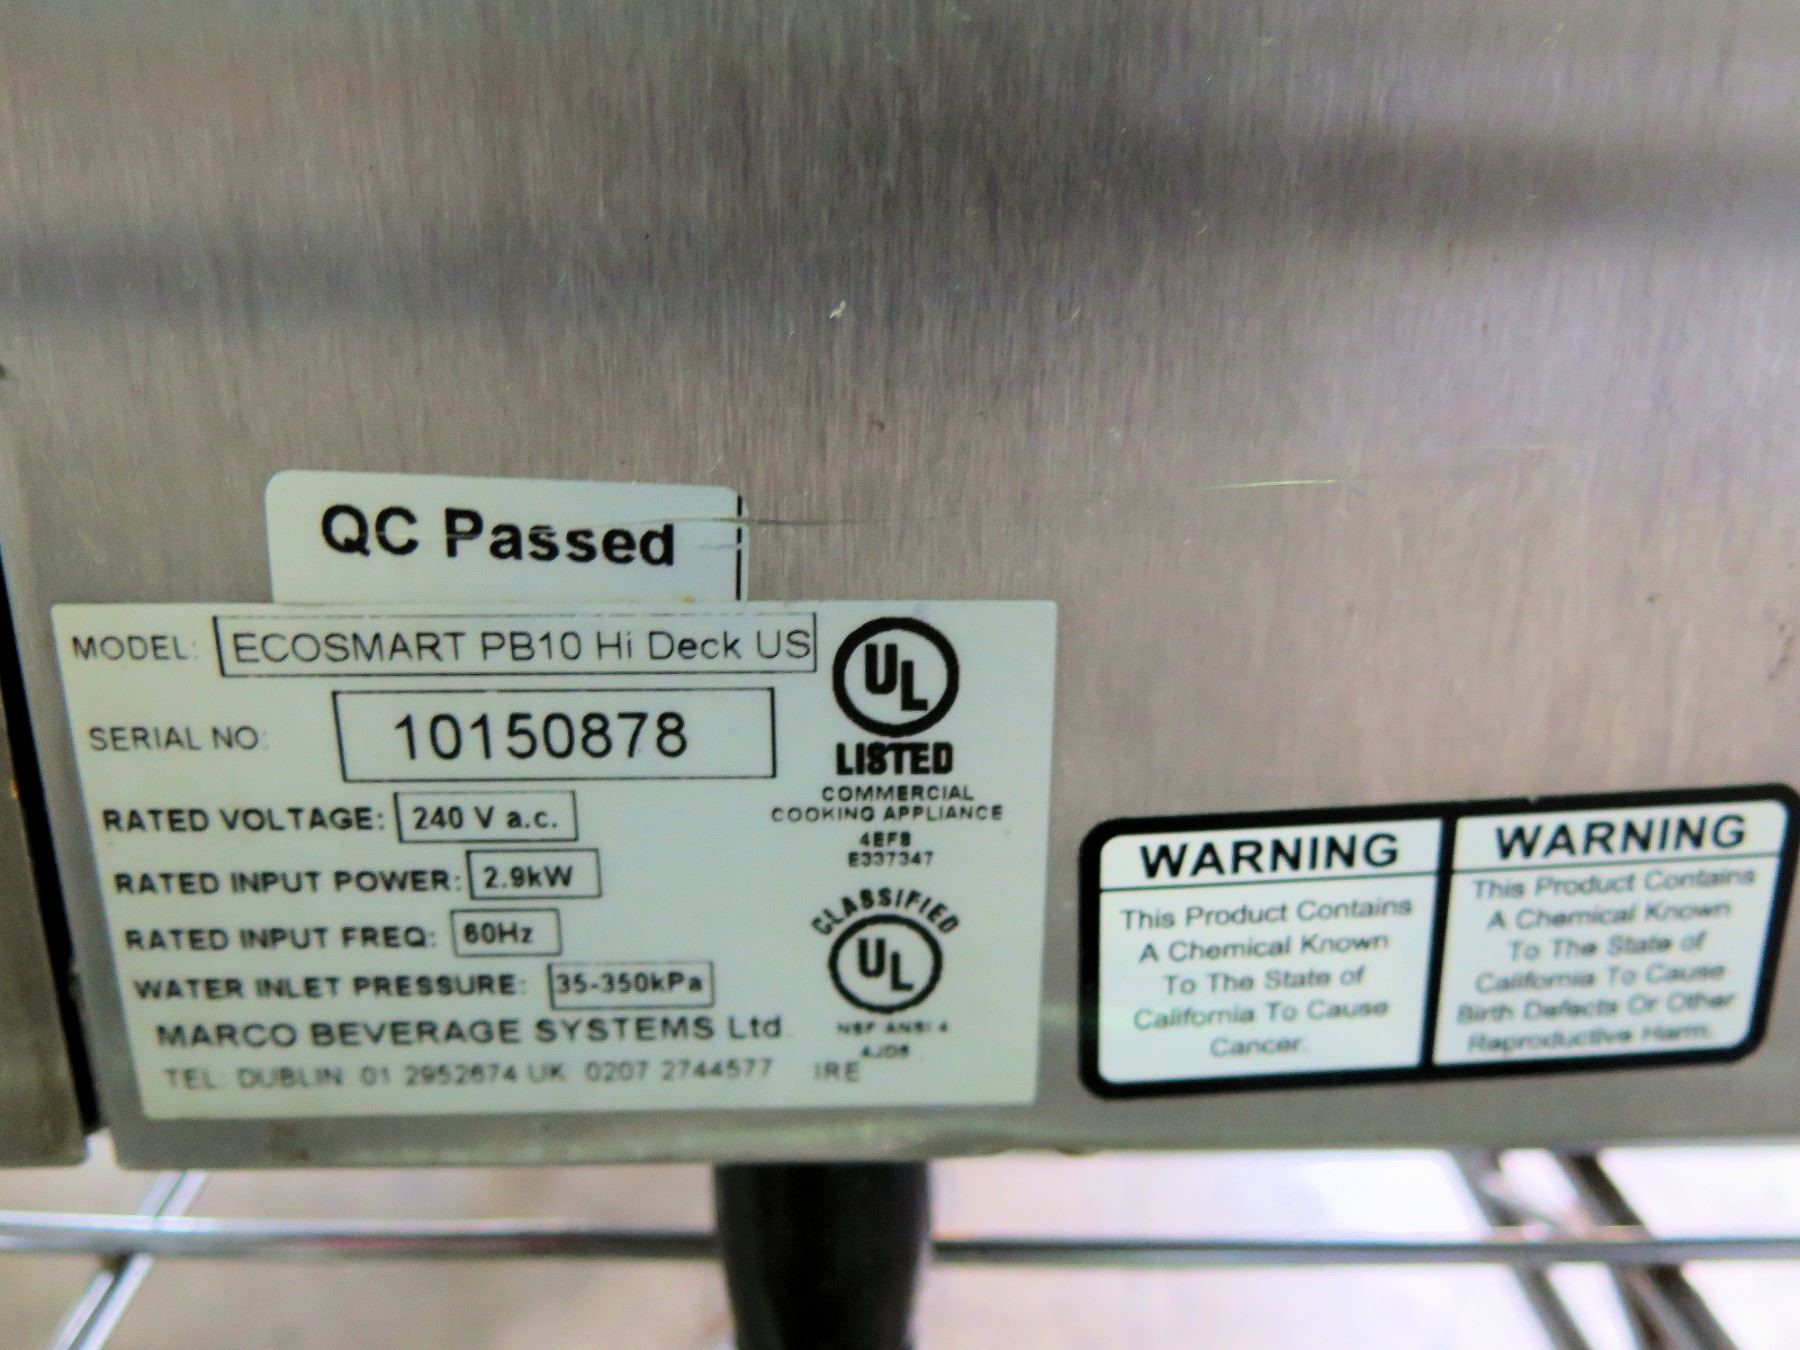 QC Passed
MODEL: ECOSMART PB10 Hi Deck US
SERIAL NO: 10150878
RATED VOLTAGE: 240 V a.c.
RATED INPUT POWER: 2.9kW
RATED INPUT FREQ: 60Hz
WATER INLET PRESSURE: 35-350kPa
MARCO BEVERAGE SYSTEMS Ltd.
TEL: DUBLIN 01 2952674 UK 0207 2744577 IRE
UL
LISTED
COMMERCIAL
COOKING APPLIANCE
4EF8
E337347
CLASSIFIED
UL
NSF ANSI 4
WARNING
This Product Contains
A Chemical Known
To The State of
California To Cause
Cancer.
WARNING
This Product Contains
A Chemical Known
To The State of
California To Cause
Birth Defects Or Other
Reproductive Harm.